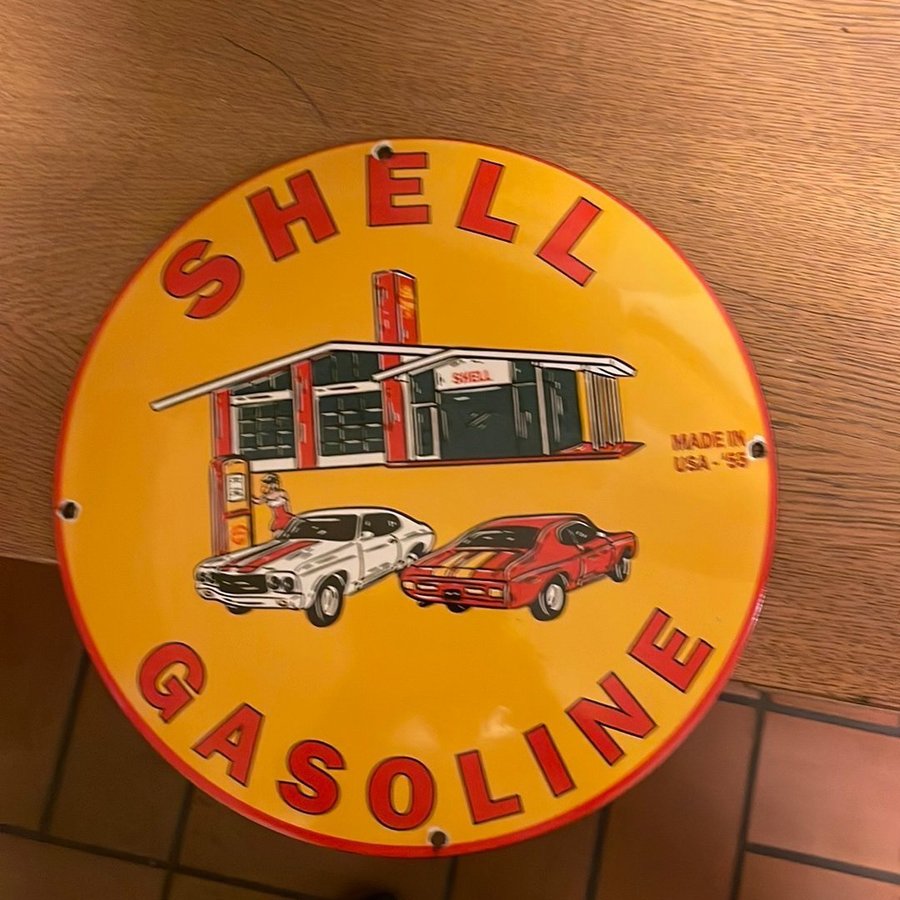 SHELL
SHELL
MADE IN
USA - '55
GASOLINE